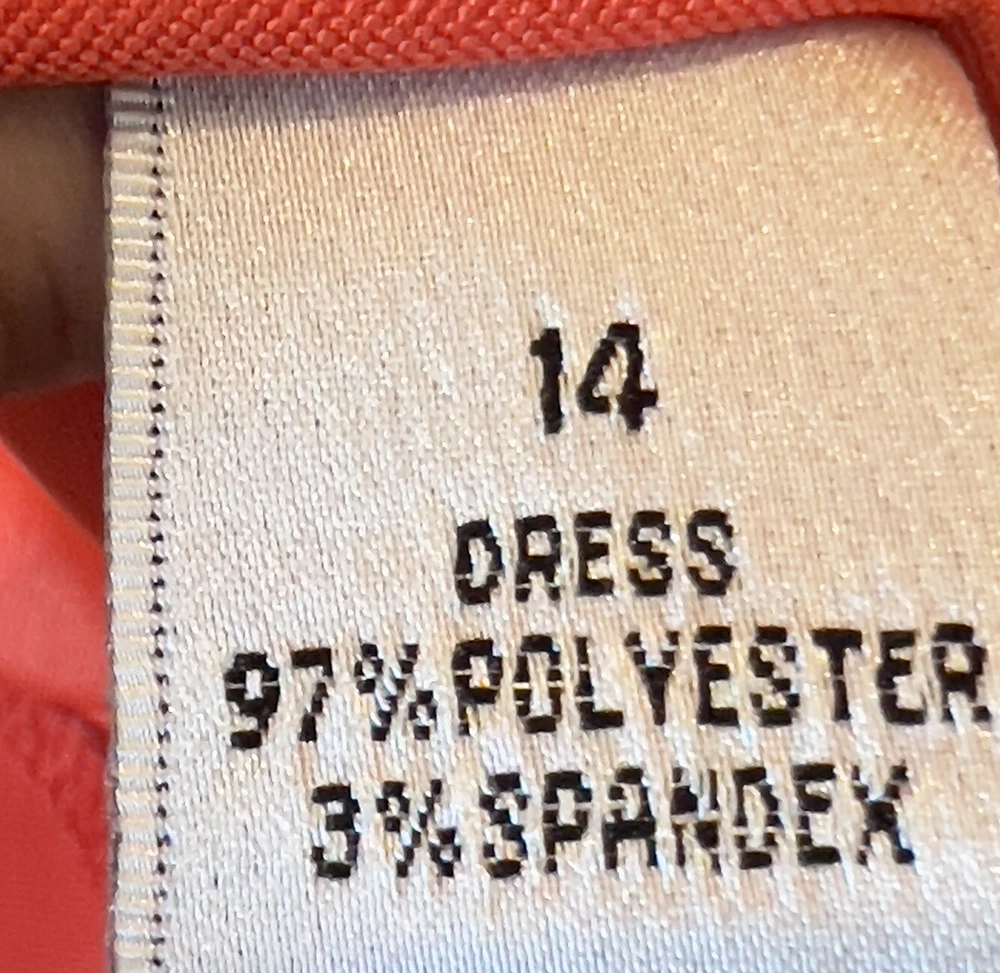 14
DRESS
97%POLYESTER
3%SPANDEX